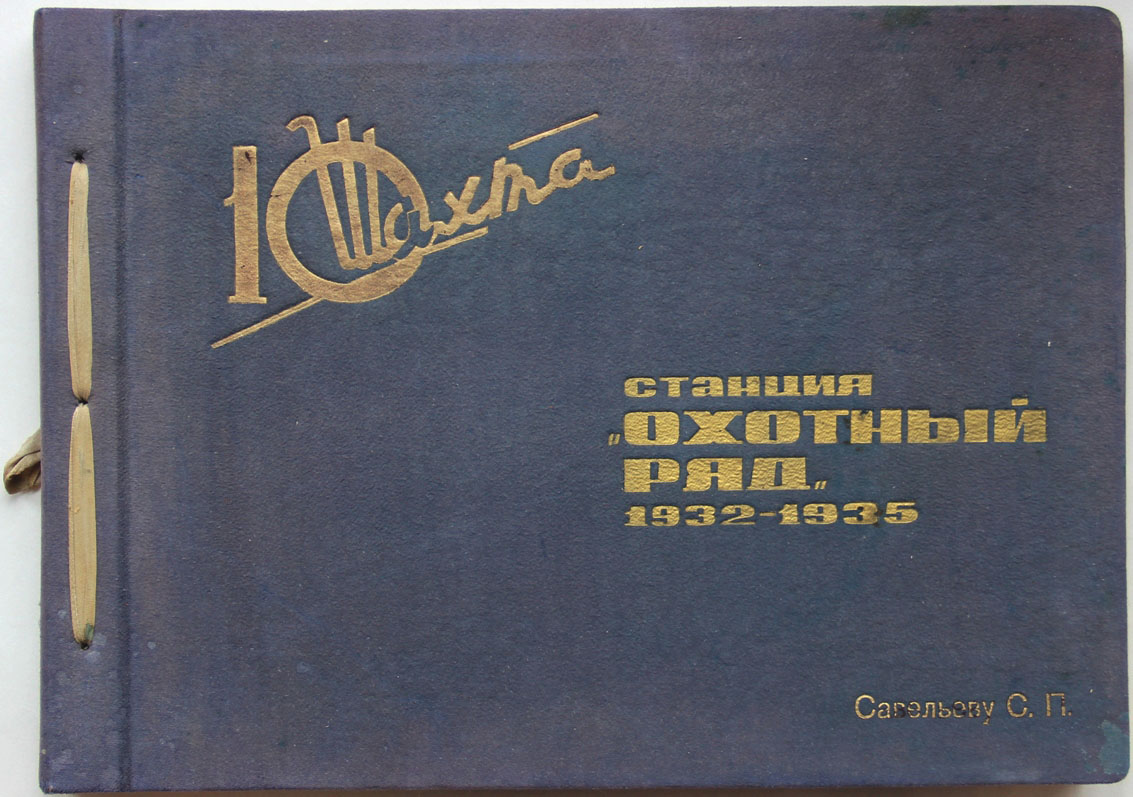 10 Шахта
станция
„ОХОТНЫЙ
РЯД„
1932-1935
Савельеву С. П.